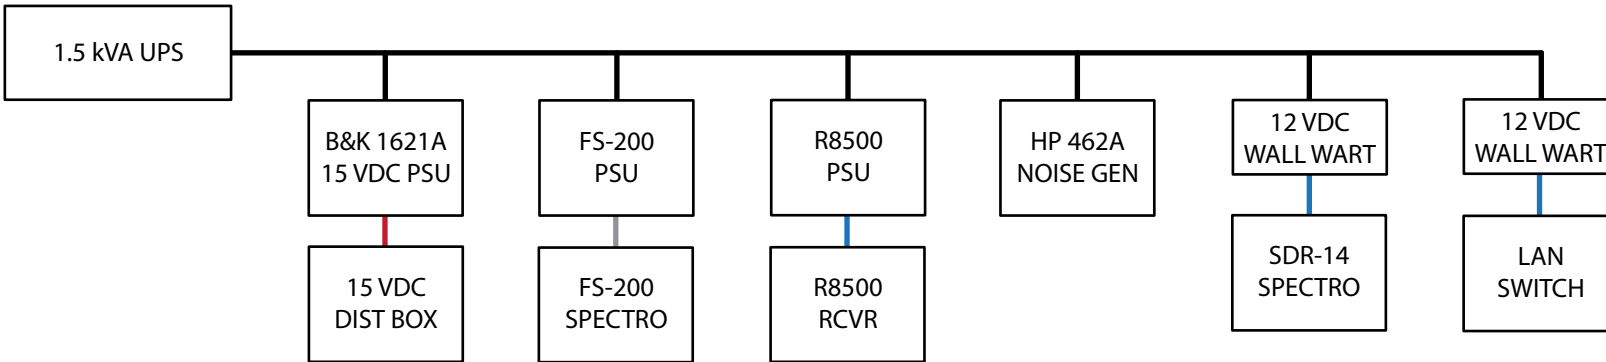 1.5 kVA UPS
B&K 1621A
15 VDC PSU
FS-200
PSU
R8500
PSU
HP 462A
NOISE GEN
12 VDC
WALL WART
12 VDC
WALL WART
15 VDC
DIST BOX
FS-200
SPECTRO
R8500
RCVR
SDR-14
SPECTRO
LAN
SWITCH